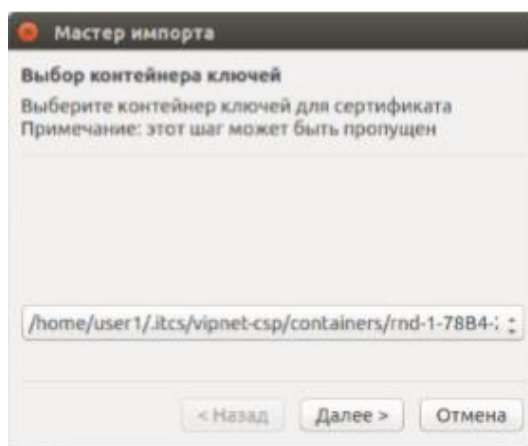 Мастер импорта
Выбор контейнера ключей
Выберите контейнер ключей для сертификата
Примечание: этот шаг может быть пропущен
/home/user1/.itcs/vipnet-csp/containers/rnd-1-78B4-
< Назад Далее > Отмена